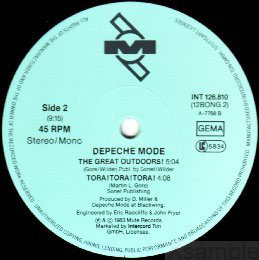 INT 126.810
(12BONG 2)
A-7768 B
Side 2
(9:15)
45 RPM
Stereo/Mono
GEMA
LC 5834
DEPECHE MODE
THE GREAT OUTDOORS! 5:04
(Gore/Wilder) Publ. by Sonet-Wilder
TORA!TORA!TORA! 4:08
(Martin L. Gore)
Sonet Publishing
Produced by D. Miller &
Depeche Mode at Blackwing.
Engineered by Eric Radcliffe & John Fryer.
℗ © 1983 Mute Records
Marketed by Intercord Ton
GmbH, Licensee.
sample